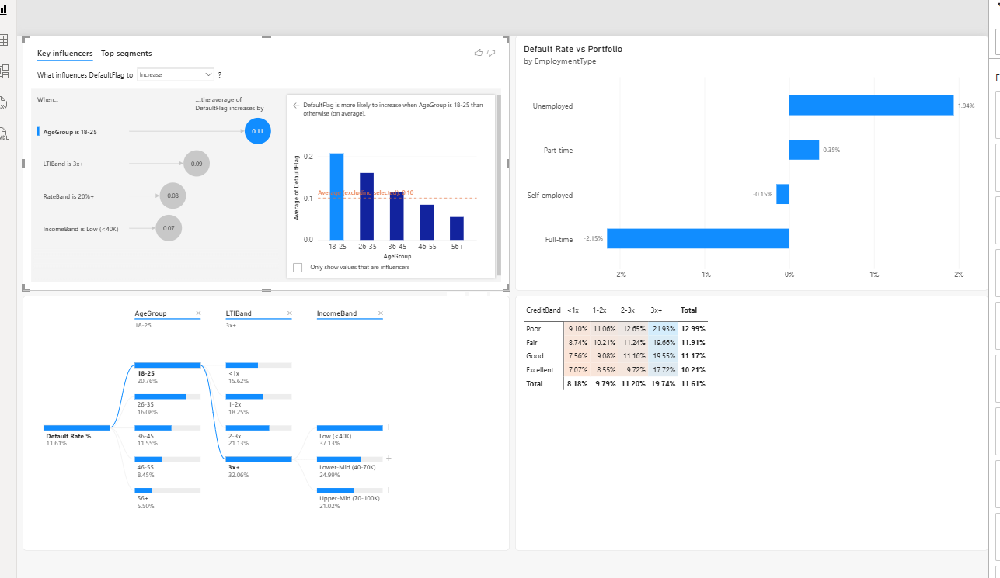 Key influencers Top segments
What influences DefaultFlag to Increase ?
When...
....the average of
DefaultFlag increases by
AgeGroup is 18-25 0.11
LTIBand is 3x+ 0.09
RateBand is 20%+ 0.08
IncomeBand is Low (<40K) 0.07
DefaultFlag is more likely to increase when AgeGroup is 18-25 than
otherwise (on average).
Average of DefaultFlag
0.2
Average (excluding selected): 0.10
0.1
0.0
18-25 26-35 36-45 46-55 56+
AgeGroup
Only show values that are influencers
Default Rate vs Portfolio
by EmploymentType
Unemployed 1.94%
Part-time 0.35%
Self-employed -0.15%
Full-time -2.15%
-2% -1% 0% 1% 2%
AgeGroup LTIBand IncomeBand
18-25 3x+
Default Rate %
11.61%
18-25
20.76%
26-35
16.08%
36-45
11.55%
46-55
8.45%
56+
5.50%
<1x
15.62%
1-2x
18.25%
2-3x
21.13%
3x+
32.06%
Low (<40K)
37.13%
Lower-Mid (40-70K)
24.99%
Upper-Mid (70-100K)
21.02%
CreditBand <1x 1-2x 2-3x 3x+ Total
Poor 9.10% 11.06% 12.65% 21.93% 12.99%
Fair 8.74% 10.21% 11.24% 19.66% 11.91%
Good 7.56% 9.08% 11.16% 19.55% 11.17%
Excellent 7.07% 8.55% 9.72% 17.72% 10.21%
Total 8.18% 9.79% 11.20% 19.74% 11.61%